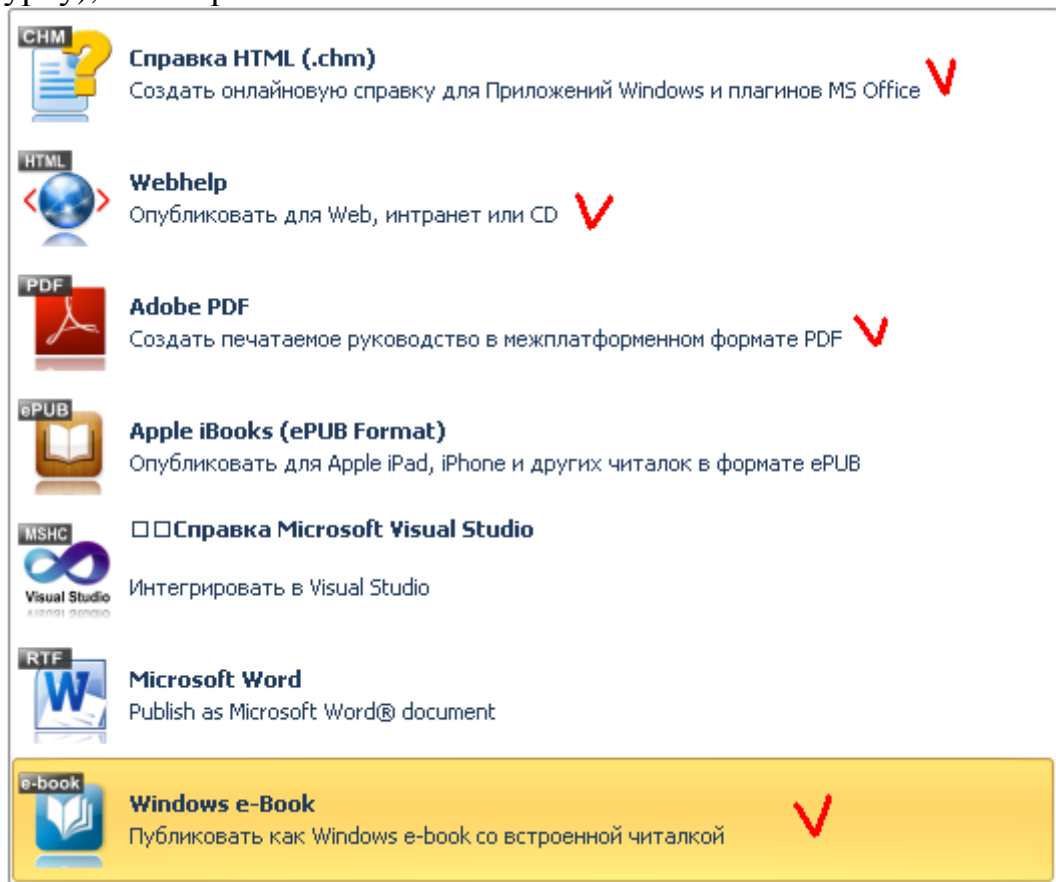 CHM
Справка HTML (.chm)
Создать онлайновую справку для Приложений Windows и плагинов MS Office
HTML
Webhelp
Опубликовать для Web, интранет или CD
PDF
Adobe PDF
Создать печатаемое руководство в межплатформенном формате PDF
ePUB
Apple iBooks (ePUB Format)
Опубликовать для Apple iPad, iPhone и других читалок в формате ePUB
MSHC
□□Справка Microsoft Visual Studio
Visual Studio
Интегрировать в Visual Studio
RTF
W
Microsoft Word
Publish as Microsoft Word® document
e-book
Windows e-Book
Публиковать как Windows e-book со встроенной читалкой